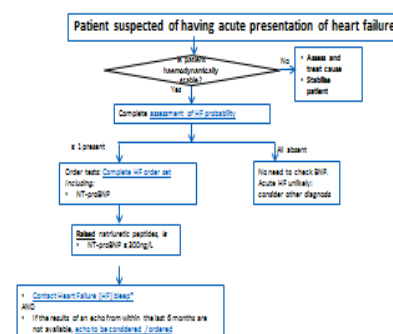 Patient suspected of having acute presentation of heart failure
Is patient
haemodynamically
stable?
No
• Assess and
treat cause
• Stabilise
patient
Yes
Complete assessment of HF probability
≥ 1 present
All absent
Order tests: Complete HF order set
including:
• NT-proBNP
No need to check BNP.
Acute HF unlikely:
consider other diagnosis
Raised natriuretic peptides, ie
• NT-proBNP ≥ 300ng/L
• Contact Heart Failure (HF) bleep*
AND
• If the results of an echo from within the last 6 months are
not available, echo to be considered /ordered